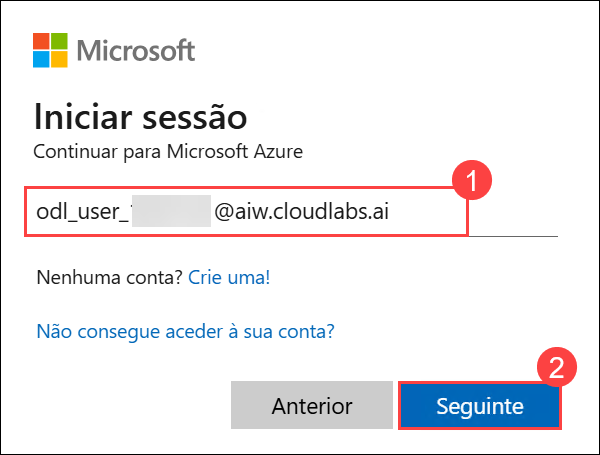 Microsoft
Iniciar sessão
Continuar para Microsoft Azure
1
odl_user_ @aiw.cloudlabs.ai
Nenhuma conta? Crie uma!
Não consegue aceder à sua conta?
2
Anterior Seguinte